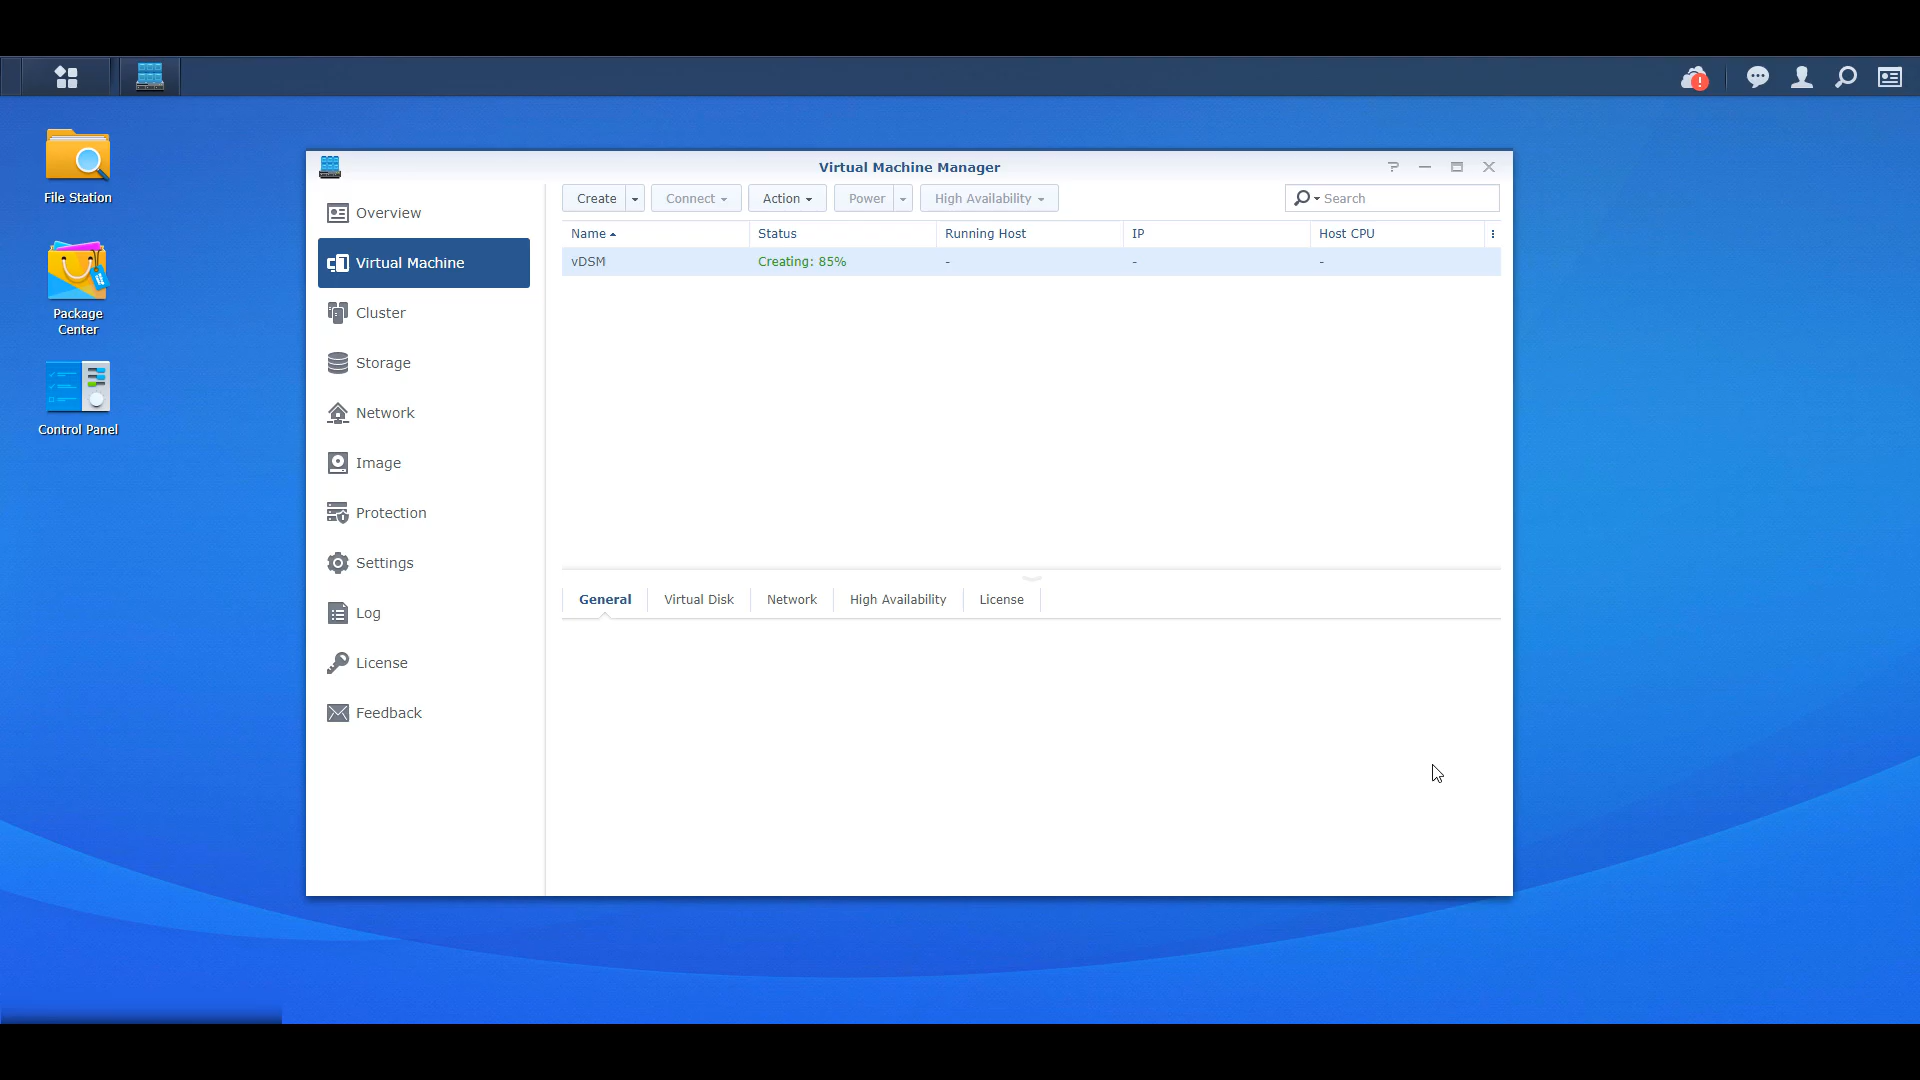 Virtual Machine Manager
File Station
Package
Center
Control Panel
Overview
Virtual Machine
Cluster
Storage
Network
Image
Protection
Settings
Log
License
Feedback
Create
Connect
Action
Power
High Availability
Search
Name
Status
Running Host
IP
Host CPU
vDSM
Creating: 85%
-
-
-
General
Virtual Disk
Network
High Availability
License